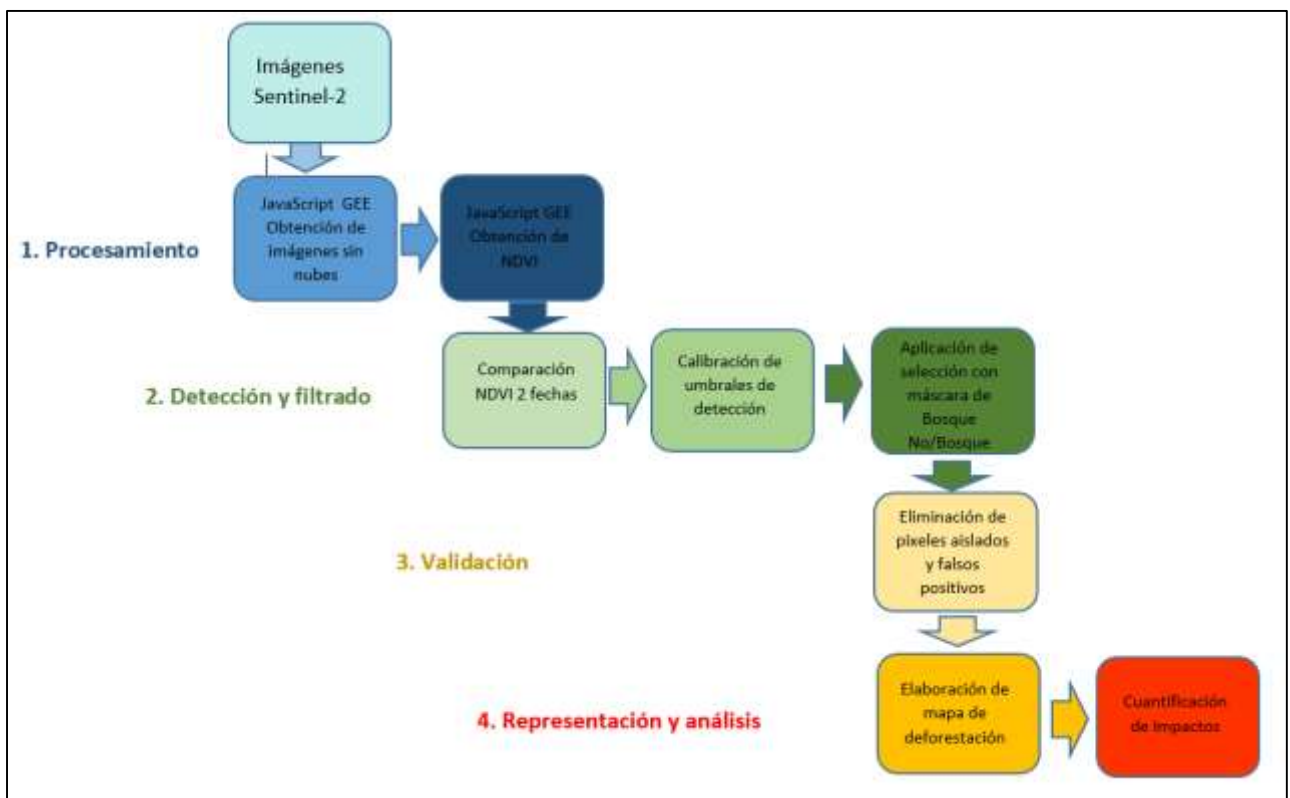 Imágenes
Sentinel-2
1. Procesamiento
JavaScript GEE
Obtención de
imágenes sin
nubes
JavaScript GEE
Obtención de
NDVI
2. Detección y filtrado
Comparación
NDVI 2 fechas
Calibración de
umbrales de
detección
Aplicación de
selección con
máscara de
Bosque
No/Bosque
3. Validación
Eliminación de
pixeles aislados
y falsos
positivos
4. Representación y análisis
Elaboración de
mapa de
deforestación
Cuantificación
de Impactos